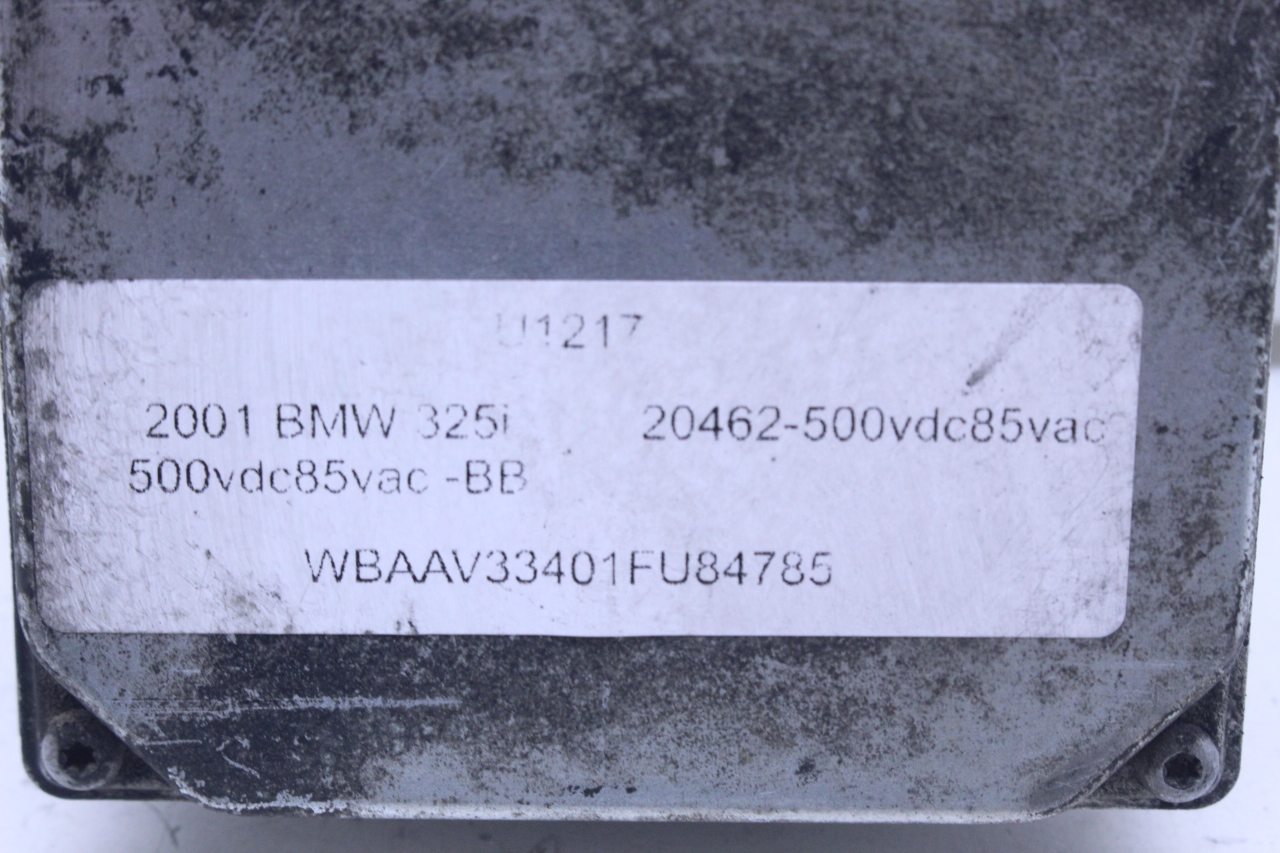 U1217
2001 BMW 325i 20462-500vdc85vac
500vdc85vac -BB
WBAAV33401FU84785